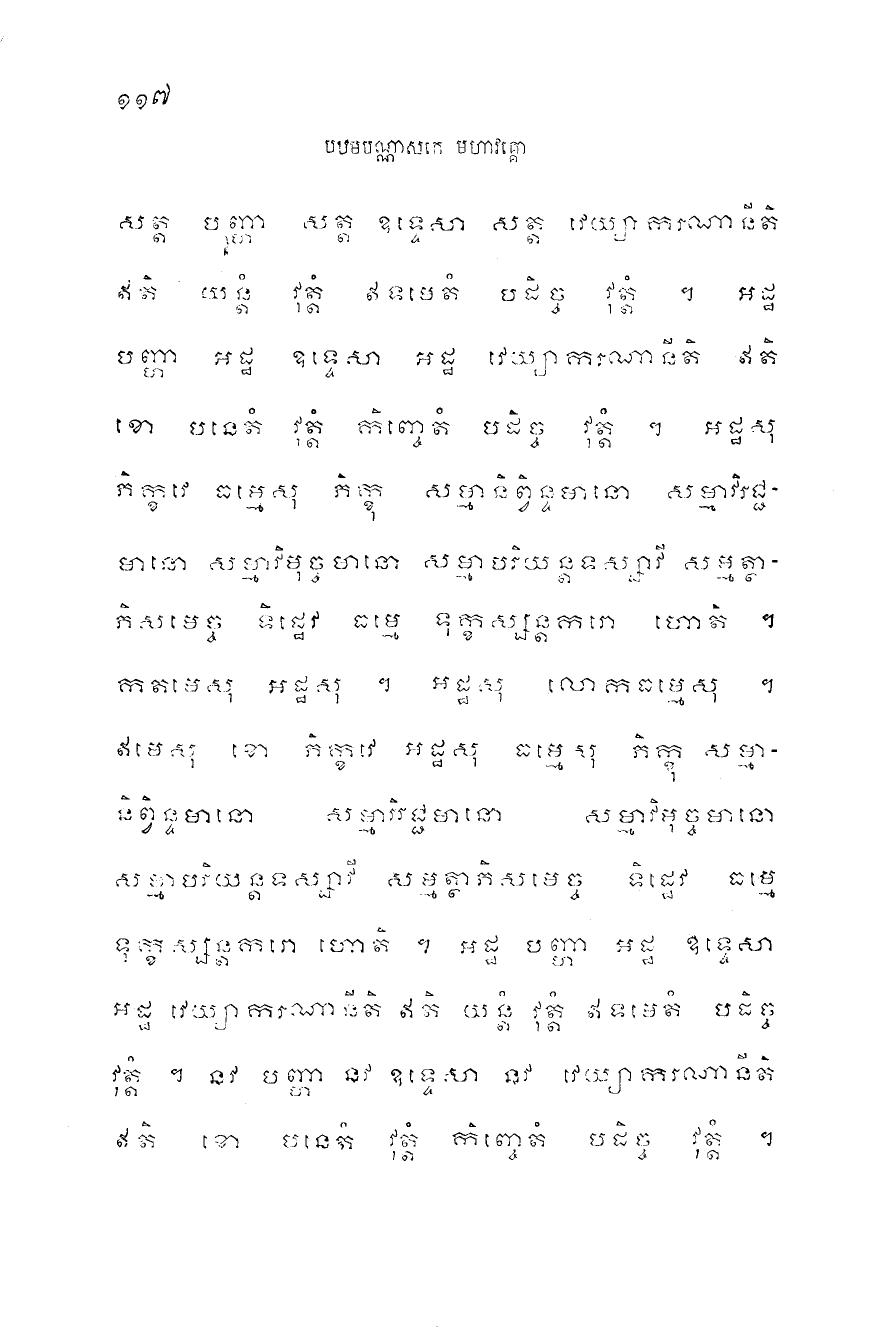 ១១៧
បឋមបណ្ណាសកេ មហាវគ្គោ
សត្ត បញ្ហា សត្ត ឧទ្ទេសា សត្ត វេយ្យាករណានីតិ
ឥតិ យន្តំ វុត្តំ ឥទមេតំ បដិច្ច វុត្តំ ។ អដ្ឋ
បញ្ហា អដ្ឋ ឧទ្ទេសា អដ្ឋ វេយ្យាករណានីតិ ឥតិ
ខោ បនេតំ វុត្តំ កិញ្ចេតំ បដិច្ច វុត្តំ ។ អដ្ឋសុ
ភិក្ខវេ ធម្មេសុ ភិក្ខុ សម្មានិព្វិន្ទមានោ សម្មាវិរជ្ជ-
មានោ សម្មាវិមុច្ចមានោ សម្មាបរិយន្តទស្សាវី សម្មត្តា-
ភិសមេច្ច ទិដ្ឋេវ ធម្មេ ទុក្ខស្សន្តករោ ហោតិ ។
កតមេសុ អដ្ឋសុ ។ អដ្ឋសុ លោកធម្មេសុ ។
ឥមេសុ ខោ ភិក្ខវេ អដ្ឋសុ ធម្មេសុ ភិក្ខុ សម្មា-
និព្វិន្ទមានោ សម្មាវិរជ្ជមានោ សម្មាវិមុច្ចមានោ
សម្មាបរិយន្តទស្សាវី សម្មត្តាភិសមេច្ច ទិដ្ឋេវ ធម្មេ
ទុក្ខស្សន្តករោ ហោតិ ។ អដ្ឋ បញ្ហា អដ្ឋ ឧទ្ទេសា
អដ្ឋ វេយ្យាករណានីតិ ឥតិ យន្តំ វុត្តំ ឥទមេតំ បដិច្ច
វុត្តំ ។ នវ បញ្ហា នវ ឧទ្ទេសា នវ វេយ្យាករណានីតិ
ឥតិ ខោ បនេតំ វុត្តំ កិញ្ចេតំ បដិច្ច វុត្តំ ។